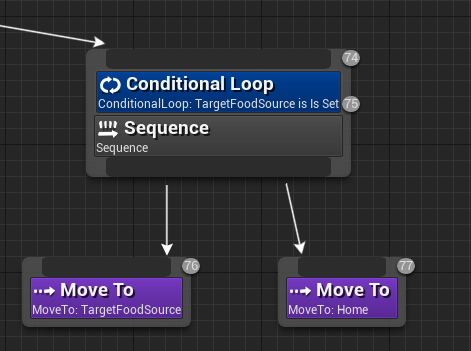 74
Conditional Loop
ConditionalLoop: TargetFoodSource is Is Set
75
Sequence
Sequence
76
Move To
MoveTo: TargetFoodSource
77
Move To
MoveTo: Home